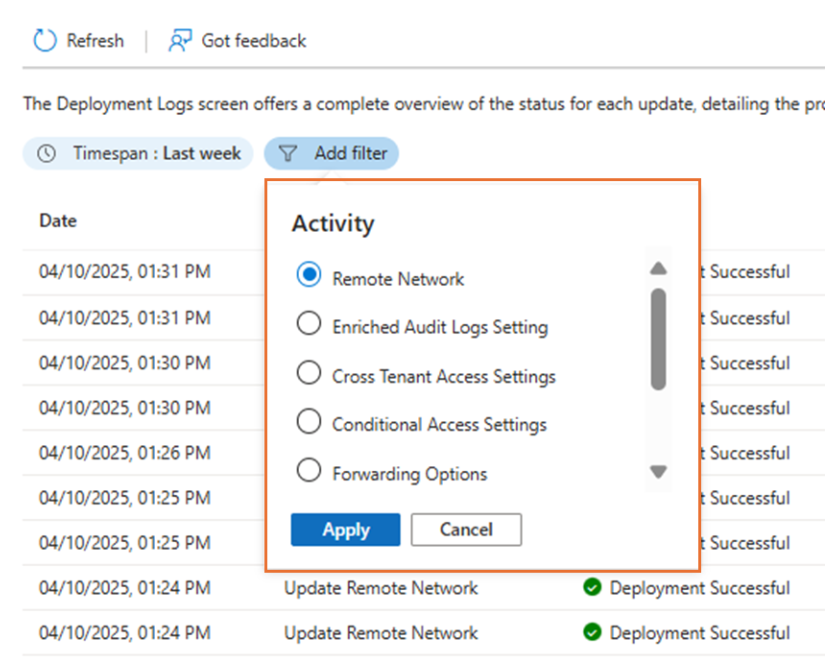 Refresh | Got feedback
The Deployment Logs screen offers a complete overview of the status for each update, detailing the
Timespan : Last week Add filter
Date
Activity
Remote Network
Enriched Audit Logs Setting
Cross Tenant Access Settings
Conditional Access Settings
Forwarding Options
Apply Cancel
04/10/2025, 01:31 PM Successful
04/10/2025, 01:31 PM Successful
04/10/2025, 01:30 PM Successful
04/10/2025, 01:30 PM Successful
04/10/2025, 01:26 PM Successful
04/10/2025, 01:25 PM Successful
04/10/2025, 01:25 PM Successful
04/10/2025, 01:24 PM Update Remote Network Deployment Successful
04/10/2025, 01:24 PM Update Remote Network Deployment Successful